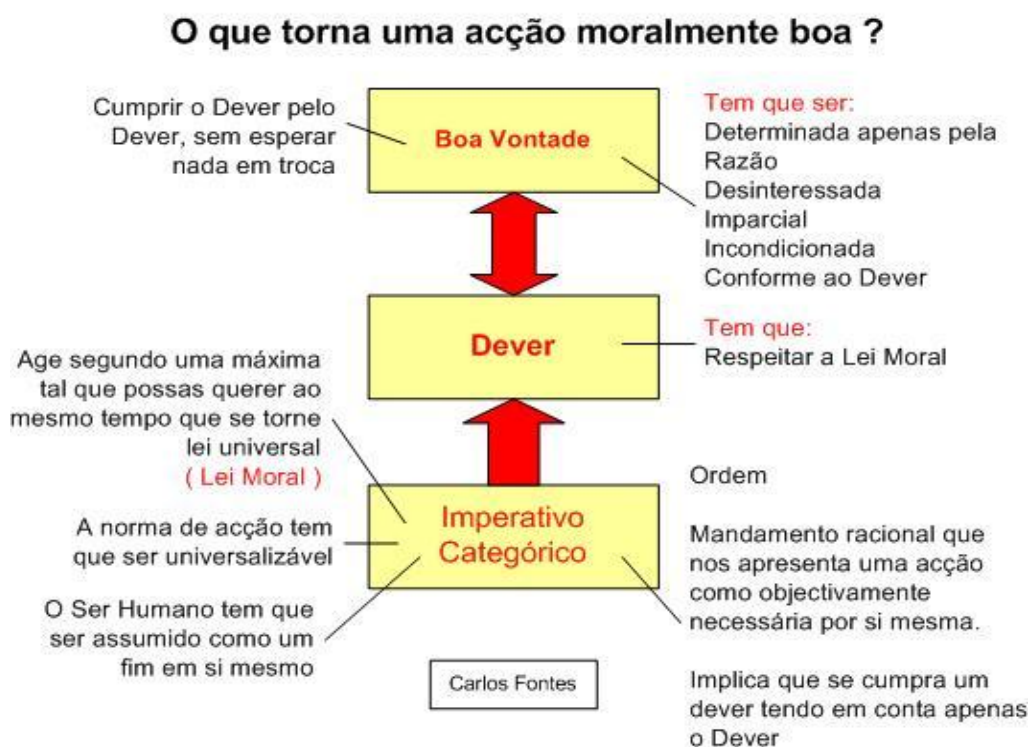 O que torna uma acção moralmente boa ?
Cumprir o Dever pelo
Dever, sem esperar
nada em troca
Boa Vontade
Tem que ser:
Determinada apenas pela
Razão
Desinteressada
Imparcial
Incondicionada
Conforme ao Dever
Dever
Tem que:
Respeitar a Lei Moral
Age segundo uma máxima
tal que possas querer ao
mesmo tempo que se torne
lei universal
( Lei Moral )
A norma de acção tem
que ser universalizável
O Ser Humano tem que
ser assumido como um
fim em si mesmo
Imperativo
Categórico
Ordem
Mandamento racional que
nos apresenta uma acção
como objectivamente
necessária por si mesma.
Implica que se cumpra um
dever tendo em conta apenas
o Dever
Carlos Fontes